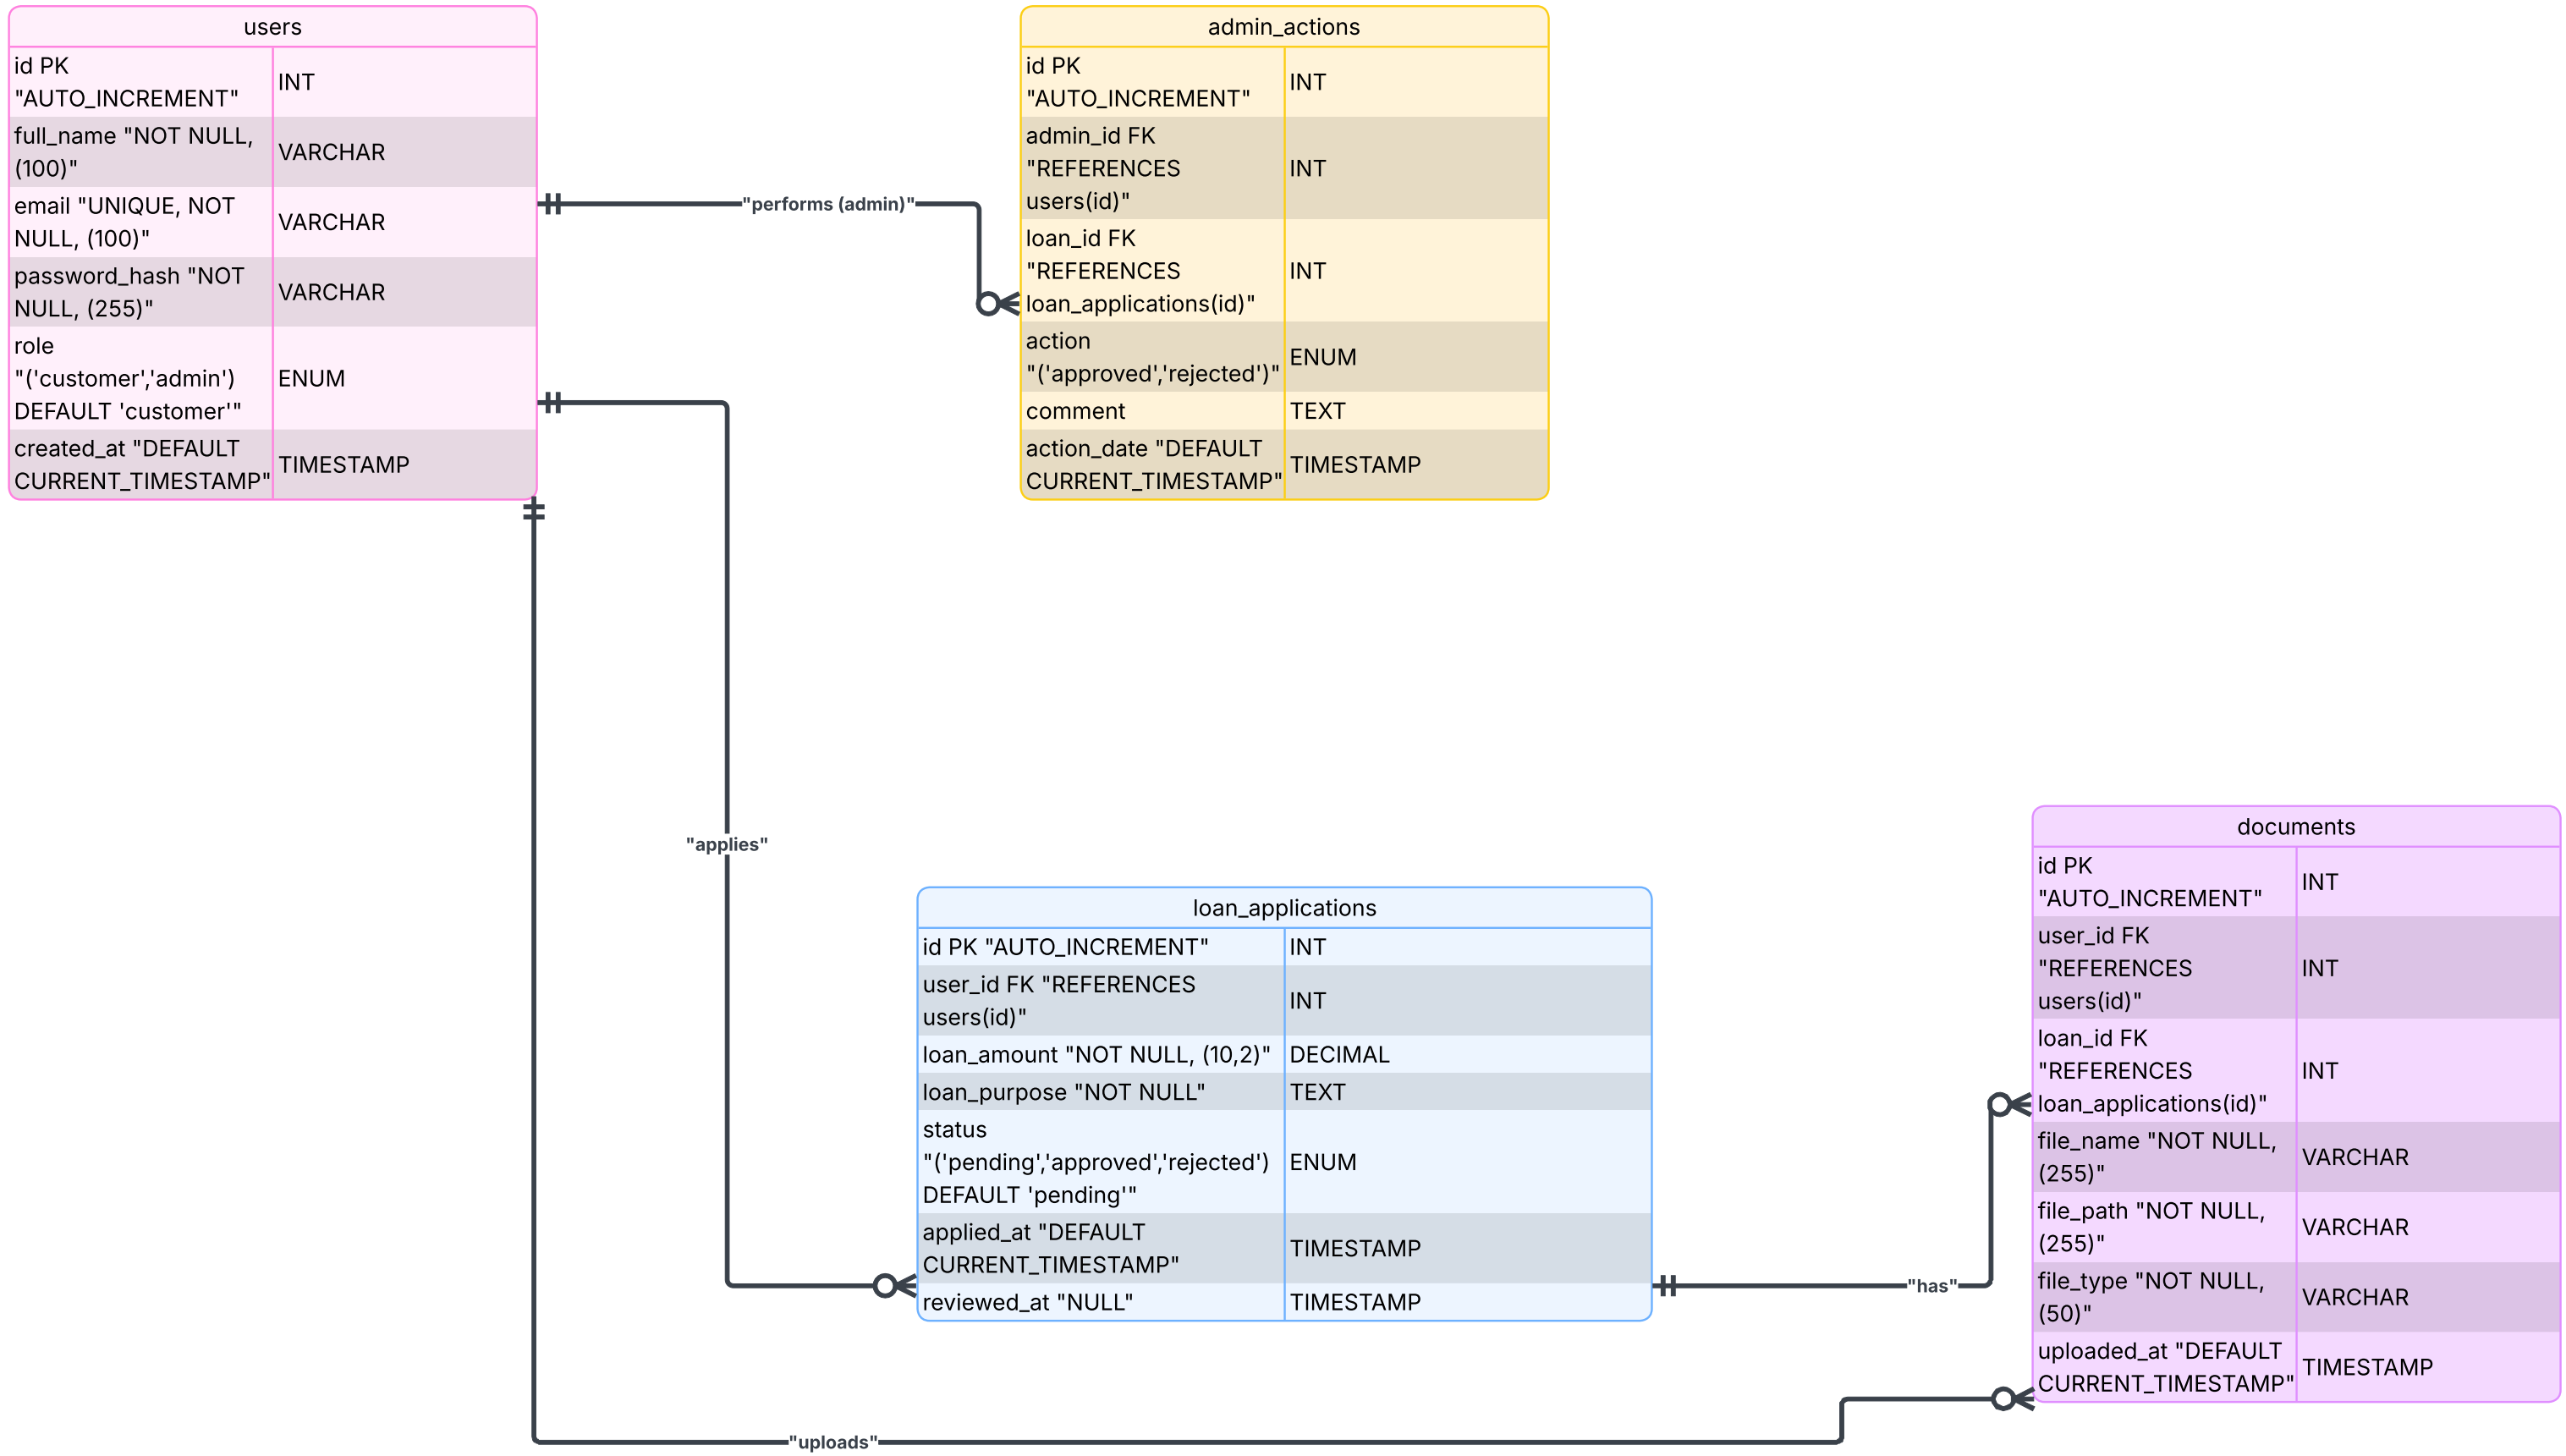 users
id PK
"AUTO_INCREMENT"
INT
full_name "NOT NULL,
(100)"
VARCHAR
email "UNIQUE, NOT
NULL, (100)"
VARCHAR
password_hash "NOT
NULL, (255)"
VARCHAR
role
"('customer','admin')
DEFAULT 'customer'"
ENUM
created_at "DEFAULT
CURRENT_TIMESTAMP"
TIMESTAMP
"performs (admin)"
admin_actions
id PK
"AUTO_INCREMENT"
INT
admin_id FK
"REFERENCES
users(id)"
INT
loan_id FK
"REFERENCES
loan_applications(id)"
INT
action
"('approved','rejected')"
ENUM
comment
TEXT
action_date "DEFAULT
CURRENT_TIMESTAMP"
TIMESTAMP
"applies"
loan_applications
id PK "AUTO_INCREMENT"
INT
user_id FK "REFERENCES
users(id)"
INT
loan_amount "NOT NULL, (10,2)"
DECIMAL
loan_purpose "NOT NULL"
TEXT
status
"('pending','approved','rejected')
DEFAULT 'pending'"
ENUM
applied_at "DEFAULT
CURRENT_TIMESTAMP"
TIMESTAMP
reviewed_at "NULL"
TIMESTAMP
"has"
documents
id PK
"AUTO_INCREMENT"
INT
user_id FK
"REFERENCES
users(id)"
INT
loan_id FK
"REFERENCES
loan_applications(id)"
INT
file_name "NOT NULL,
(255)"
VARCHAR
file_path "NOT NULL,
(255)"
VARCHAR
file_type "NOT NULL,
(50)"
VARCHAR
uploaded_at "DEFAULT
CURRENT_TIMESTAMP"
TIMESTAMP
"uploads"